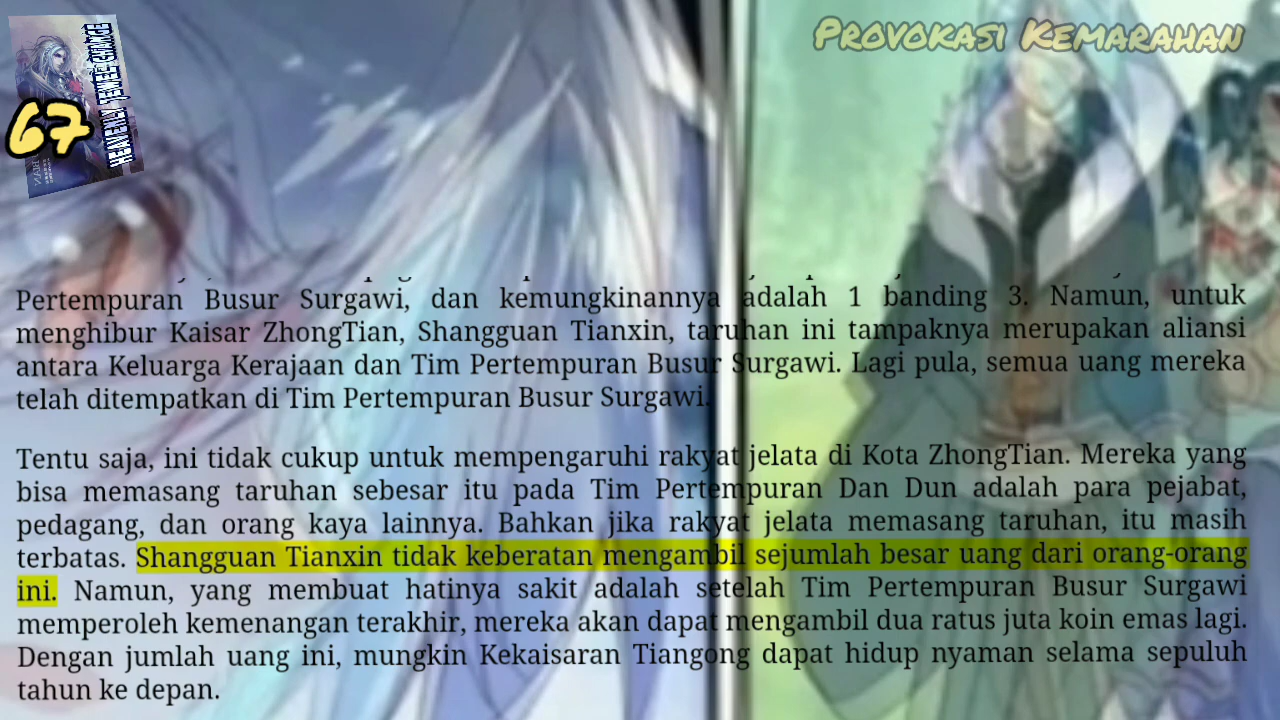 PROVOKASI KEMARAHAN
HEAVENLY JEWEL CHANGE
67
Pertempuran Busur Surgawi, dan kemungkinannya adalah 1 banding 3. Namun, untuk
menghibur Kaisar ZhongTian, Shangguan Tianxin, taruhan ini tampaknya merupakan aliansi
antara Keluarga Kerajaan dan Tim Pertempuran Busur Surgawi. Lagi pula, semua uang mereka
telah ditempatkan di Tim Pertempuran Busur Surgawi.
Tentu saja, ini tidak cukup untuk mempengaruhi rakyat jelata di Kota ZhongTian. Mereka yang
bisa memasang taruhan sebesar itu pada Tim Pertempuran Dan Dun adalah para pejabat,
pedagang, dan orang kaya lainnya. Bahkan jika rakyat jelata memasang taruhan, itu masih
terbatas. Shangguan Tianxin tidak keberatan mengambil sejumlah besar uang dari orang-orang
ini. Namun, yang membuat hatinya sakit adalah setelah Tim Pertempuran Busur Surgawi
memperoleh kemenangan terakhir, mereka akan dapat mengambil dua ratus juta koin emas lagi.
Dengan jumlah uang ini, mungkin Kekaisaran Tiangong dapat hidup nyaman selama sepuluh
tahun ke depan.